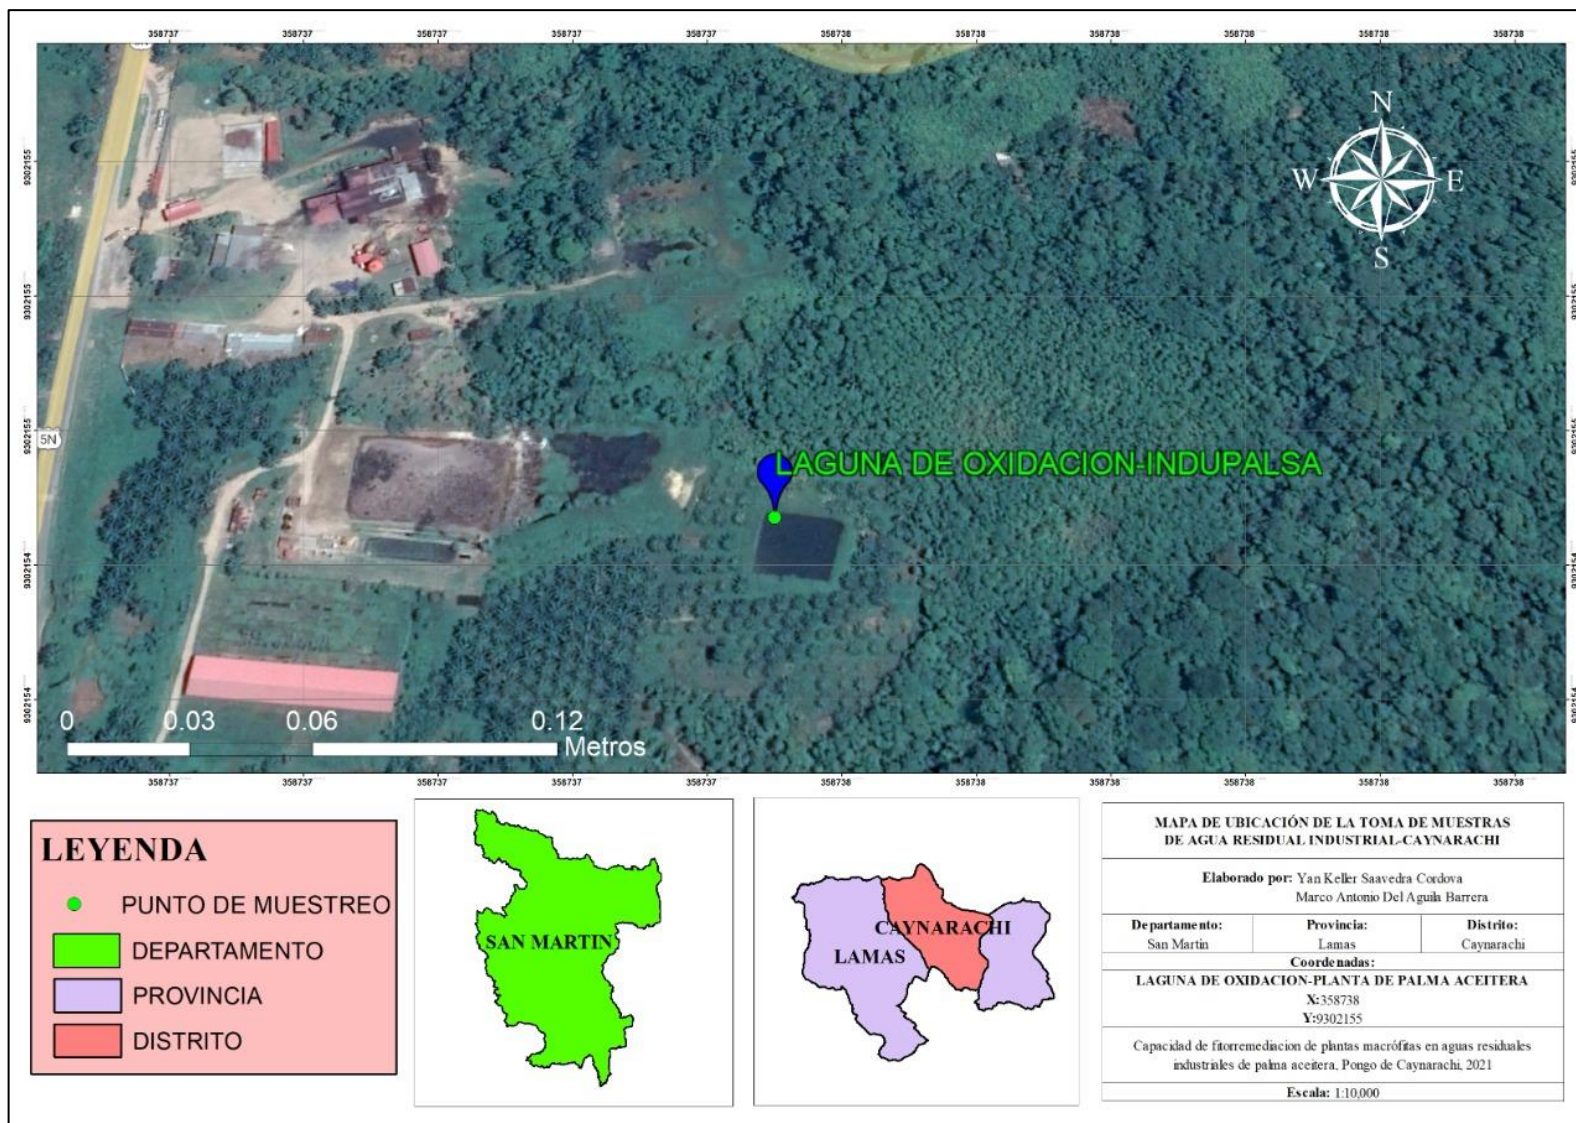 358737 358737 358737 358737 358737 358738 358738 358738 358738 358738 358738
9302155 9302155
N
W E
S
9302155 9302155
5N
9302155 9302155
LAGUNA DE OXIDACION-INDUPALSA
9302154 9302154
9302154 9302154
0 0.03 0.06 0.12
Metros
358737 358737 358737 358737 358737 358738 358738 358738 358738 358738 358738
LEYENDA
PUNTO DE MUESTREO
DEPARTAMENTO
PROVINCIA
DISTRITO
SAN MARTIN
CAYNARACHI
LAMAS
MAPA DE UBICACIÓN DE LA TOMA DE MUESTRAS
DE AGUA RESIDUAL INDUSTRIAL-CAYNARACHI
Elaborado por: Yan Keller Saavedra Cordova
Marco Antonio Del Aguila Barrera
Departamento: Provincia: Distrito:
San Martin Lamas Caynarachi
Coordenadas:
LAGUNA DE OXIDACION-PLANTA DE PALMA ACEITERA
X:358738
Y:9302155
Capacidad de fitorremediacion de plantas macrófitas en aguas residuales
industriales de palma aceitera, Pongo de Caynarachi, 2021
Escala: 1:10,000